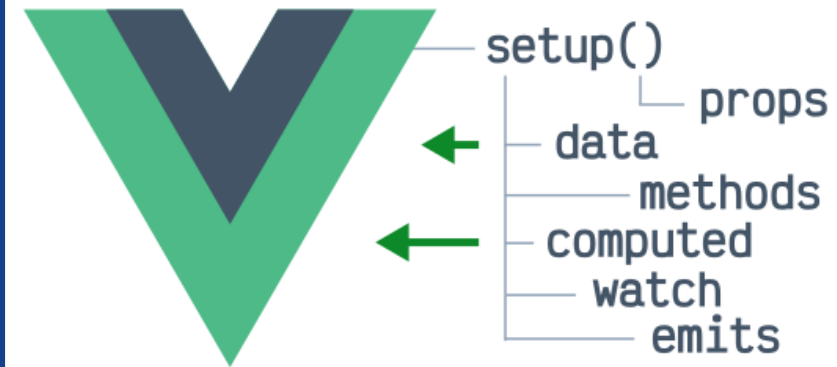 setup()
props
data
methods
computed
watch
emits